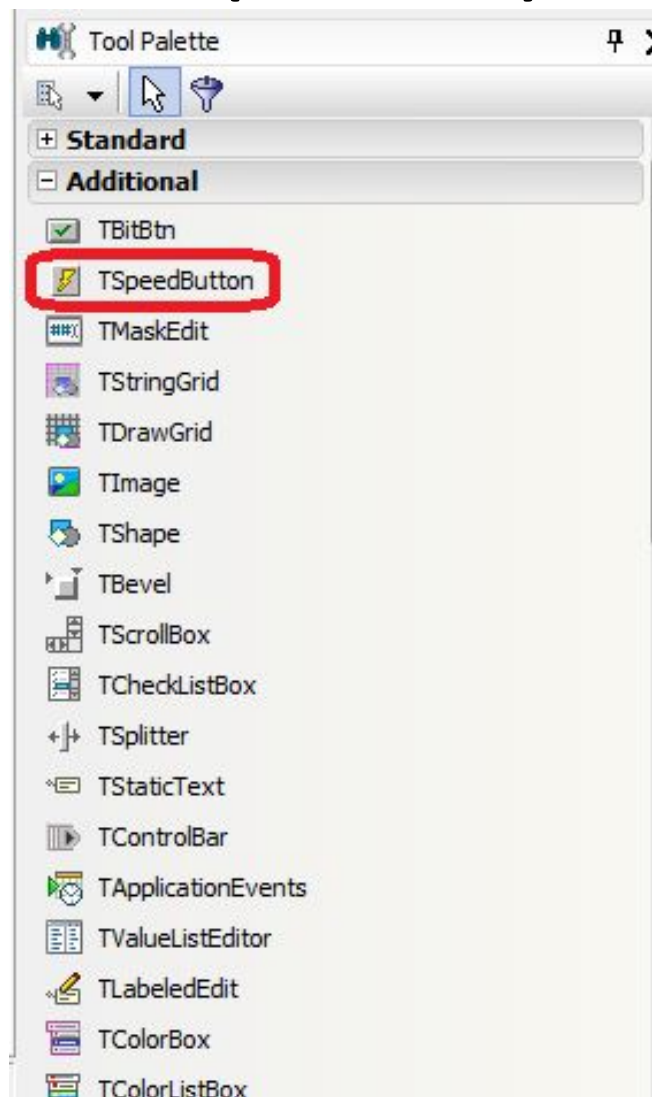 Tool Palette
Standard
Additional
TBitBtn
TSpeedButton
TMaskEdit
TStringGrid
TDrawGrid
TImage
TShape
TBevel
TScrollBox
TCheckListBox
TSplitter
TStaticText
TControlBar
TApplicationEvents
TValueListEditor
TLabeledEdit
TColorBox
TColorListBox